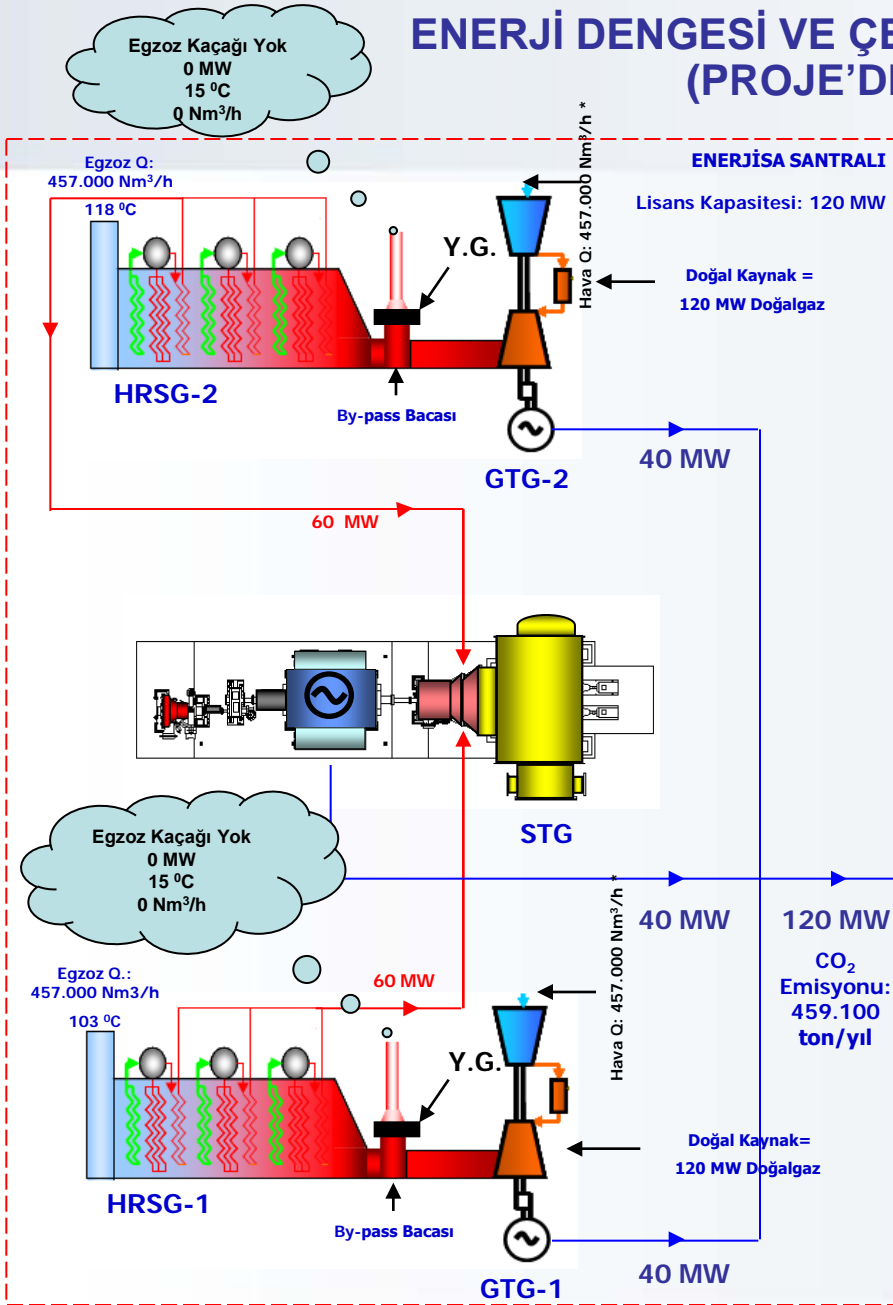 ENERJİ DENGESİ VE ÇE
(PROJE'D
Egzoz Kaçağı Yok
0 MW
15 ⁰C
0 Nm³/h
ENERJİSA SANTRALI
Lisans Kapasitesi: 120 MW
Egzoz Q:
457.000 Nm³/h
118 ⁰C
Y.G.
Hava Q: 457.000 Nm³/h *
Doğal Kaynak =
120 MW Doğalgaz
HRSG-2
By-pass Bacası
GTG-2
40 MW
60 MW
STG
Egzoz Kaçağı Yok
0 MW
15 ⁰C
0 Nm³/h
40 MW
120 MW
CO₂
Emisyonu:
459.100
ton/yıl
Egzoz Q.:
457.000 Nm3/h
103 ⁰C
60 MW
Y.G.
Hava Q: 457.000 Nm³/h *
Doğal Kaynak=
120 MW Doğalgaz
HRSG-1
By-pass Bacası
GTG-1
40 MW